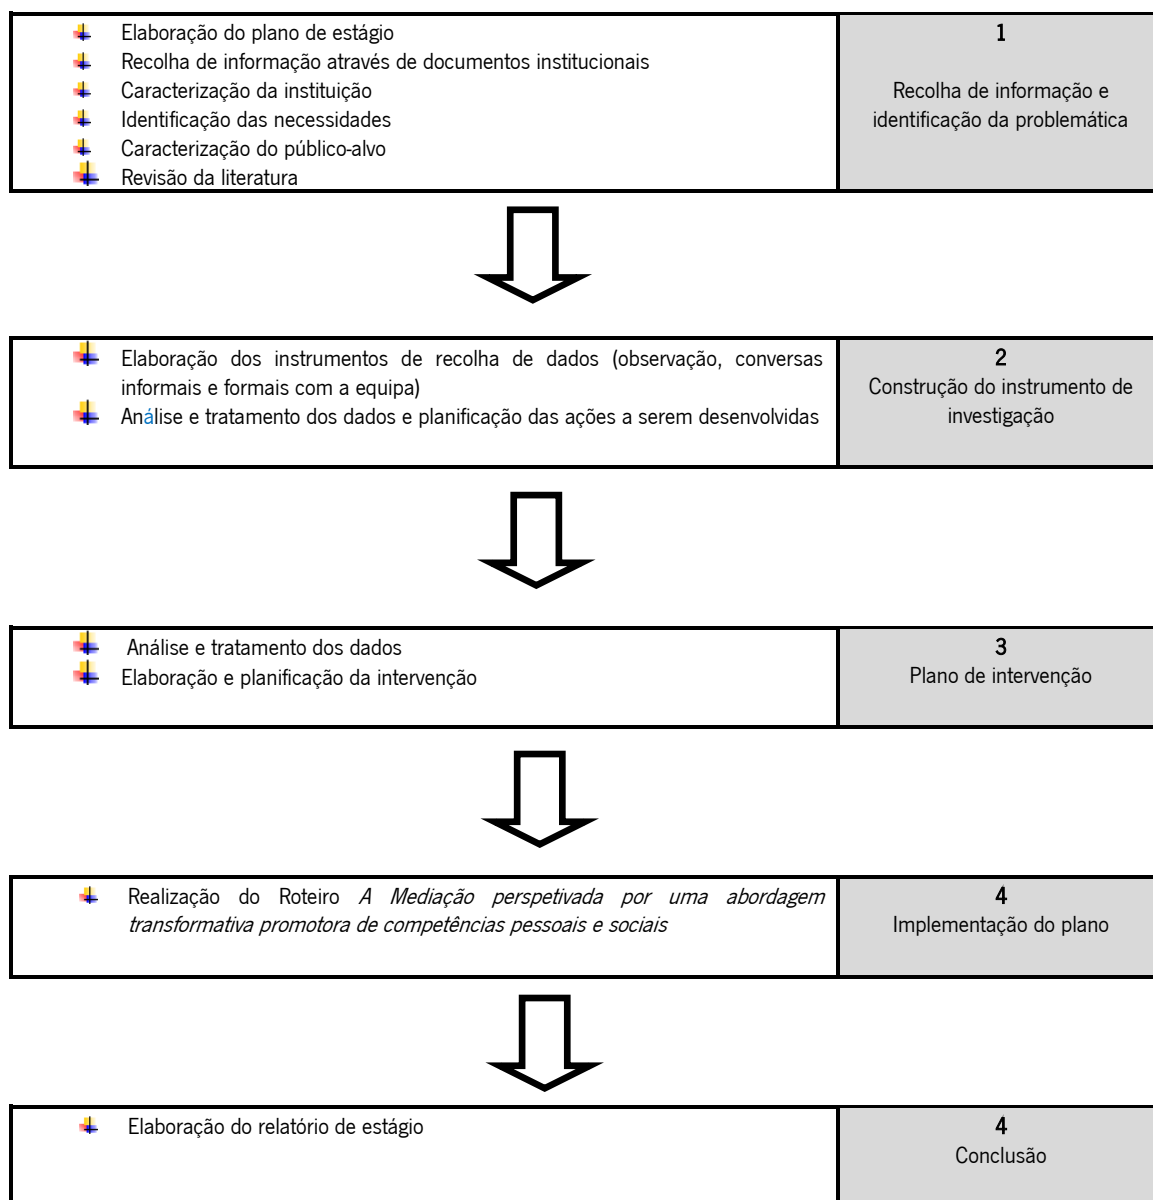 Elaboração do plano de estágio
Recolha de informação através de documentos institucionais
Caracterização da instituição
Identificação das necessidades
Caracterização do público-alvo
Revisão da literatura
1
Recolha de informação e
identificação da problemática
Elaboração dos instrumentos de recolha de dados (observação, conversas
informais e formais com a equipa)
Análise e tratamento dos dados e planificação das ações a serem desenvolvidas
2
Construção do instrumento de
investigação
Análise e tratamento dos dados
Elaboração e planificação da intervenção
3
Plano de intervenção
Realização do Roteiro A Mediação perspetivada por uma abordagem
transformativa promotora de competências pessoais e sociais
4
Implementação do plano
Elaboração do relatório de estágio
4
Conclusão